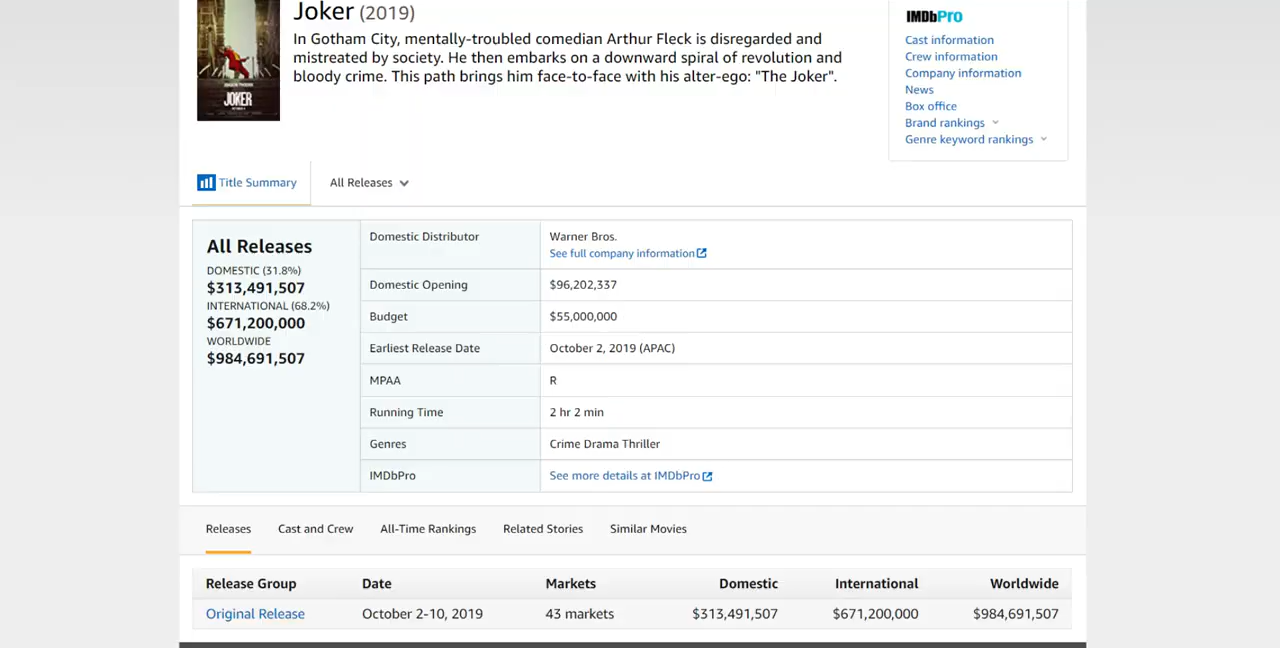 Joker (2019)
In Gotham City, mentally-troubled comedian Arthur Fleck is disregarded and
mistreated by society. He then embarks on a downward spiral of revolution and
bloody crime. This path brings him face-to-face with his alter-ego: "The Joker".
JOKER
IMDbPro
Cast information
Crew information
Company information
News
Box office
Brand rankings
Genre keyword rankings
Title Summary
All Releases
All Releases
DOMESTIC (31.8%)
$313,491,507
INTERNATIONAL (68.2%)
$671,200,000
WORLDWIDE
$984,691,507
Domestic Distributor
Warner Bros.
See full company information
Domestic Opening
$96,202,337
Budget
$55,000,000
Earliest Release Date
October 2, 2019 (APAC)
MPAA
R
Running Time
2 hr 2 min
Genres
Crime Drama Thriller
IMDbPro
See more details at IMDbPro
Releases Cast and Crew All-Time Rankings Related Stories Similar Movies
Release Group Date Markets Domestic International Worldwide
Original Release October 2-10, 2019 43 markets $313,491,507 $671,200,000 $984,691,507